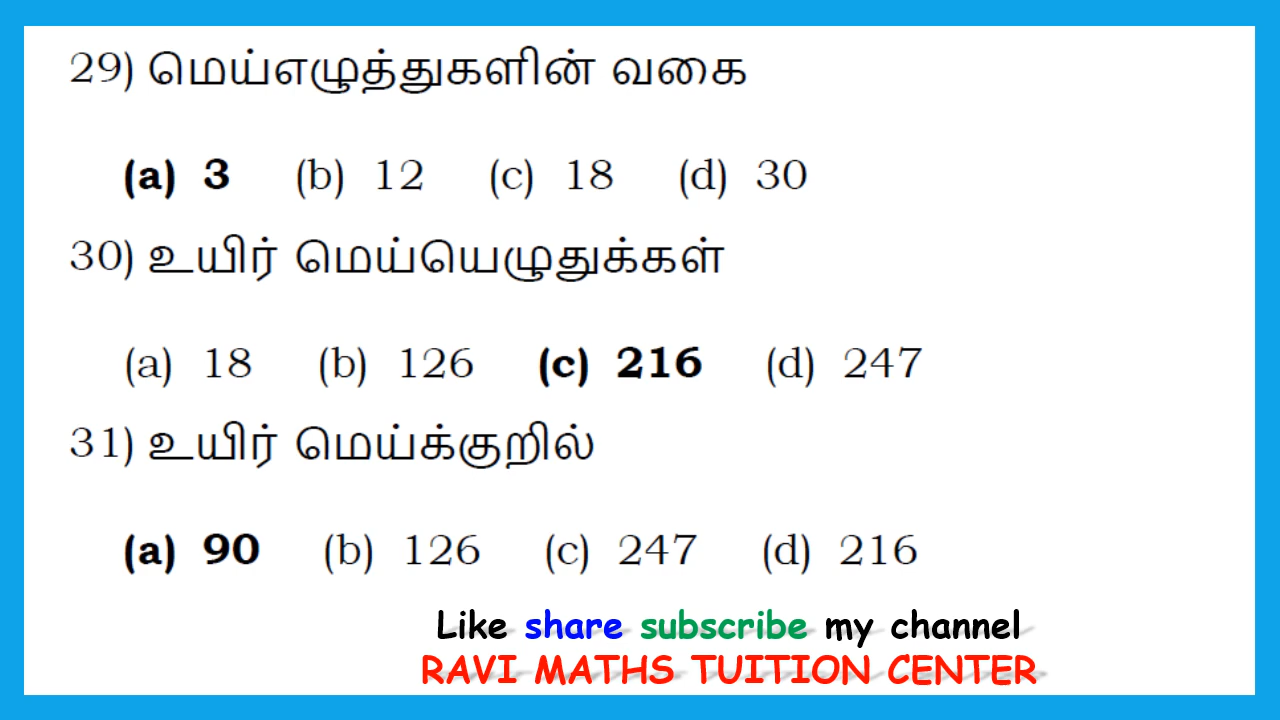 29) மெய்எழுத்துகளின் வகை
(a) 3 (b) 12 (c) 18 (d) 30
30) உயிர் மெய்யெழுதுக்கள்
(a) 18 (b) 126 (c) 216 (d) 247
31) உயிர் மெய்க்குறில்
(a) 90 (b) 126 (c) 247 (d) 216
Like share subscribe my channel
RAVI MATHS TUITION CENTER